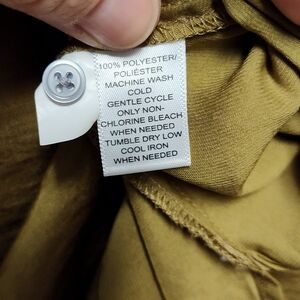 100% POLYESTER/
POLIÉSTER
MACHINE WASH
COLD
GENTLE CYCLE
ONLY NON-
CHLORINE BLEACH
WHEN NEEDED
TUMBLE DRY LOW
COOL IRON
WHEN NEEDED